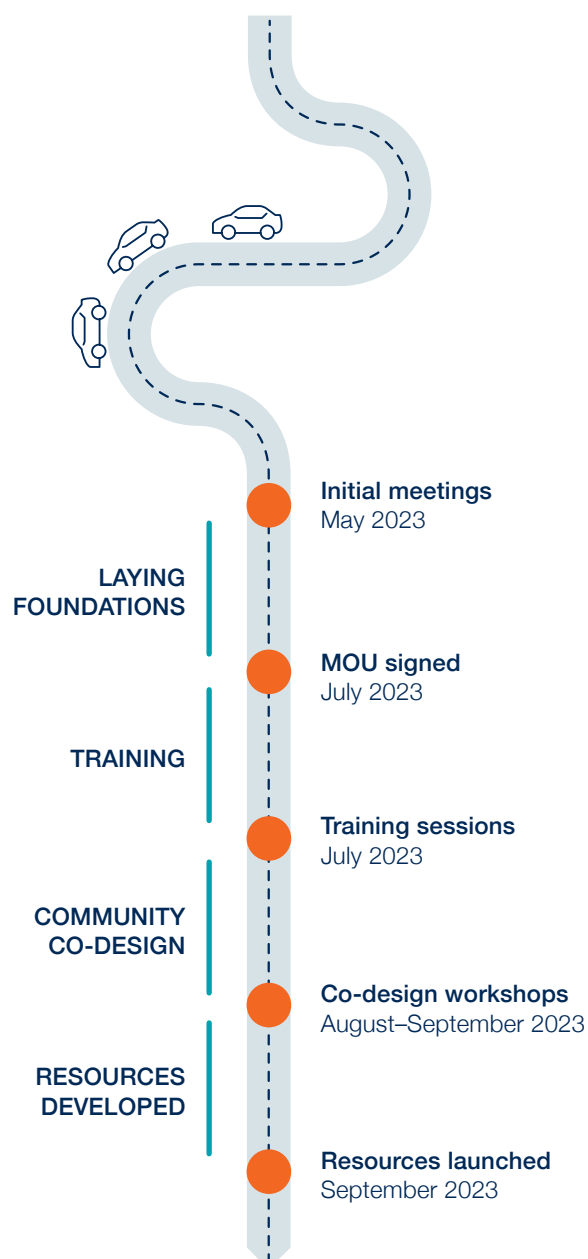 Initial meetings
May 2023
LAYING
FOUNDATIONS
MOU signed
July 2023
TRAINING
Training sessions
July 2023
COMMUNITY
CO-DESIGN
Co-design workshops
August–September 2023
RESOURCES
DEVELOPED
Resources launched
September 2023